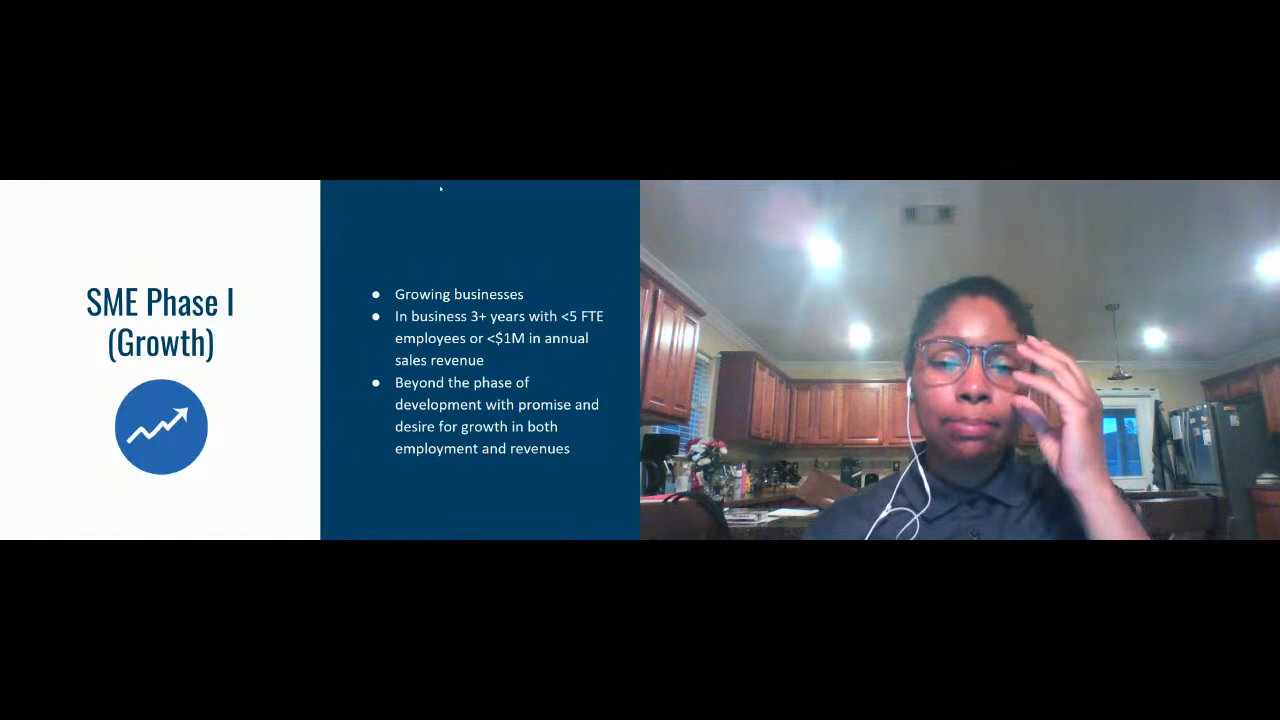 SME Phase I
(Growth)
● Growing businesses
● In business 3+ years with <5 FTE
employees or <$1M in annual
sales revenue
● Beyond the phase of
development with promise and
desire for growth in both
employment and revenues